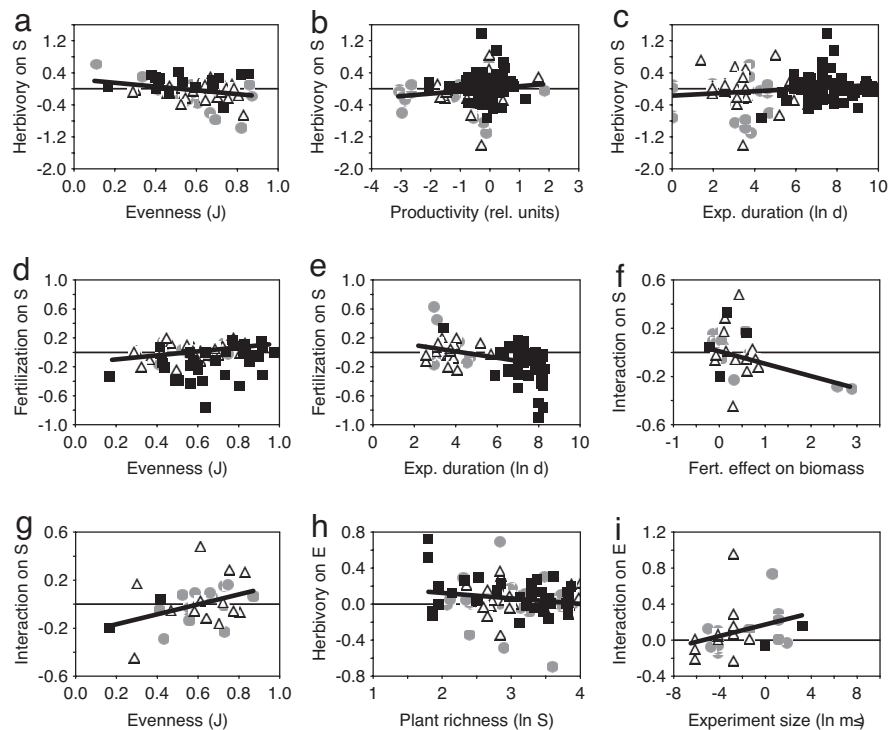 a
b
c
Herbivory on S
1.2
0.4
-0.4
-1.2
-2.0
0.0 0.2 0.4 0.6 0.8 1.0
Evenness (J)
Herbivory on S
1.2
0.4
-0.4
-1.2
-2.0
-4 -3 -2 -1 0 1 2 3
Productivity (rel. units)
Herbivory on S
1.2
0.4
-0.4
-1.2
-2.0
0 2 4 6 8 10
Exp. duration (ln d)
d
e
f
Fertilization on S
1.0
0.6
0.2
-0.2
-0.6
-1.0
0.0 0.2 0.4 0.6 0.8 1.0
Evenness (J)
Fertilization on S
1.0
0.6
0.2
-0.2
-0.6
-1.0
0 2 4 6 8 10
Exp. duration (ln d)
Interaction on S
0.6
0.2
-0.2
-0.6
-1 0 1 2 3 4
Fert. effect on biomass
g
h
i
Interaction on S
0.6
0.2
-0.2
-0.6
0.0 0.2 0.4 0.6 0.8 1.0
Evenness (J)
Herbivory on E
0.8
0.4
0.0
-0.4
-0.8
1 2 3 4
Plant richness (ln S)
Interaction on E
1.2
0.8
0.4
0.0
-0.4
-8 -4 0 4 8
Experiment size (ln m≤)